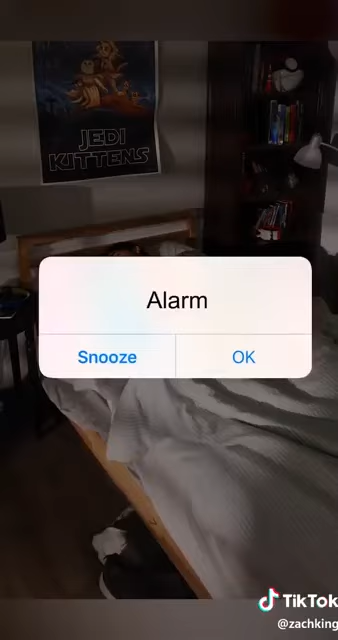 JEDI
KITTENS
Alarm
Snooze OK
TikTok
@zachking